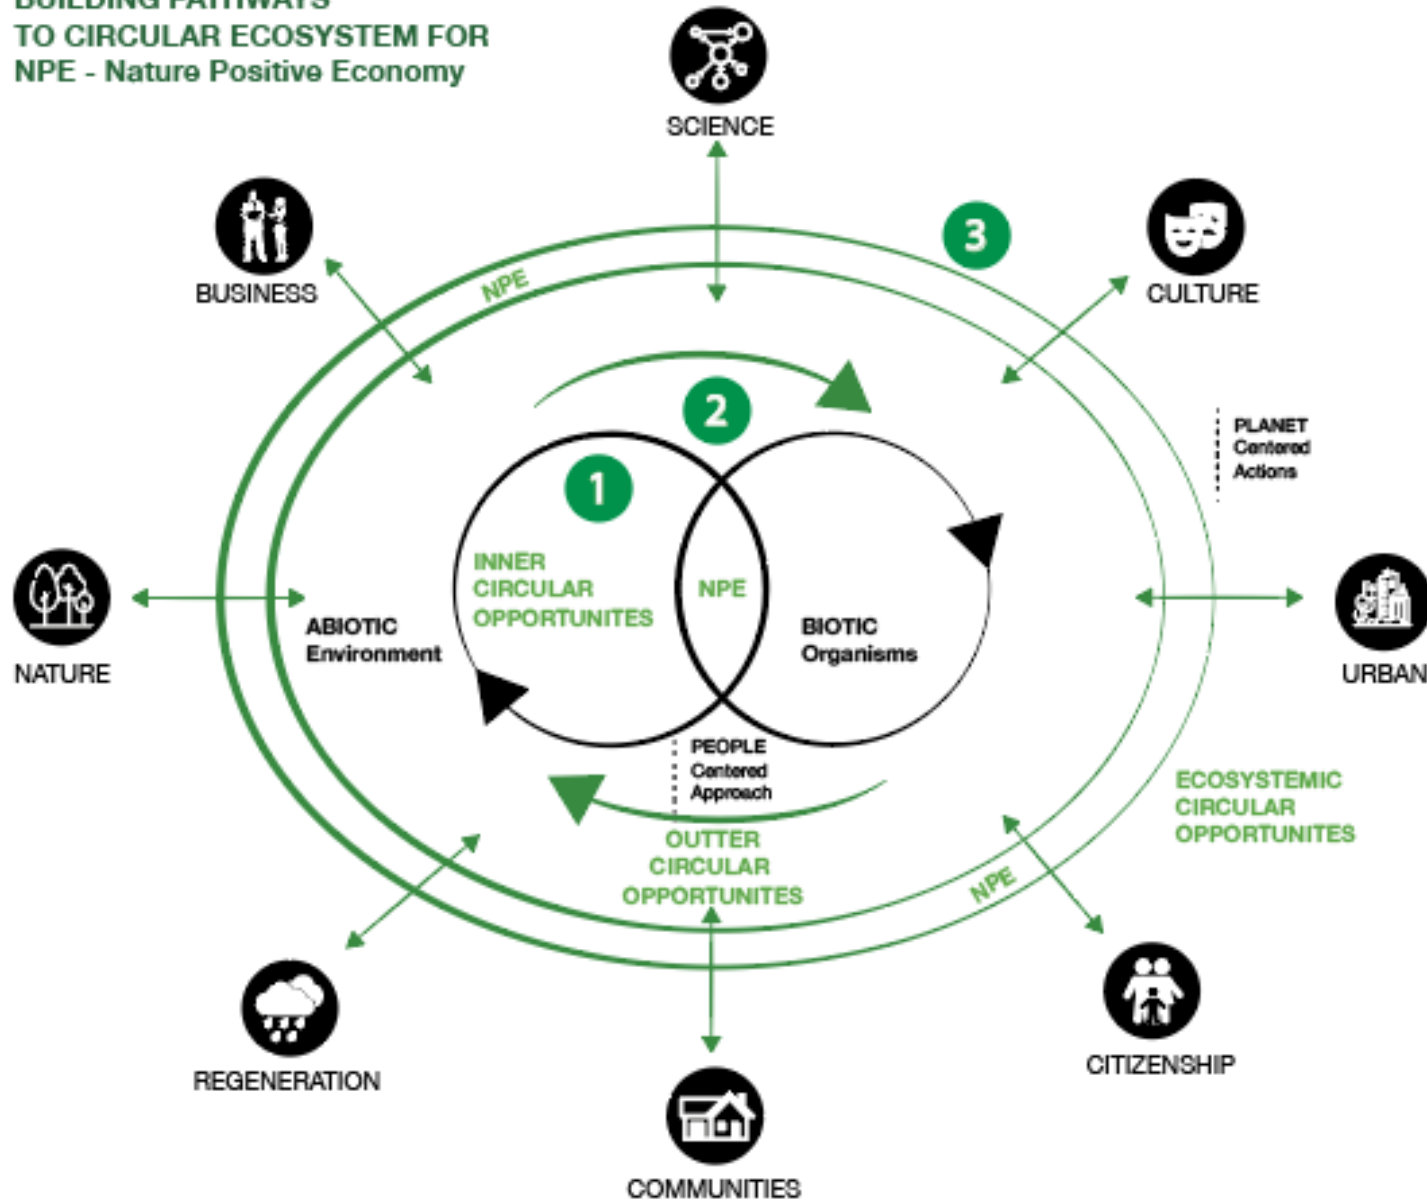 BUILDING PATHWAYS
TO CIRCULAR ECOSYSTEM FOR
NPE - Nature Positive Economy
SCIENCE
3
BUSINESS
CULTURE
NPE
2
PLANET
Centered
Actions
1
INNER
CIRCULAR
OPPORTUNITES
NPE
ABIOTIC
Environment
BIOTIC
Organisms
NATURE
URBAN
PEOPLE
Centered
Approach
ECOSYSTEMIC
CIRCULAR
OPPORTUNITES
OUTTER
CIRCULAR
OPPORTUNITES
NPE
REGENERATION
CITIZENSHIP
COMMUNITIES